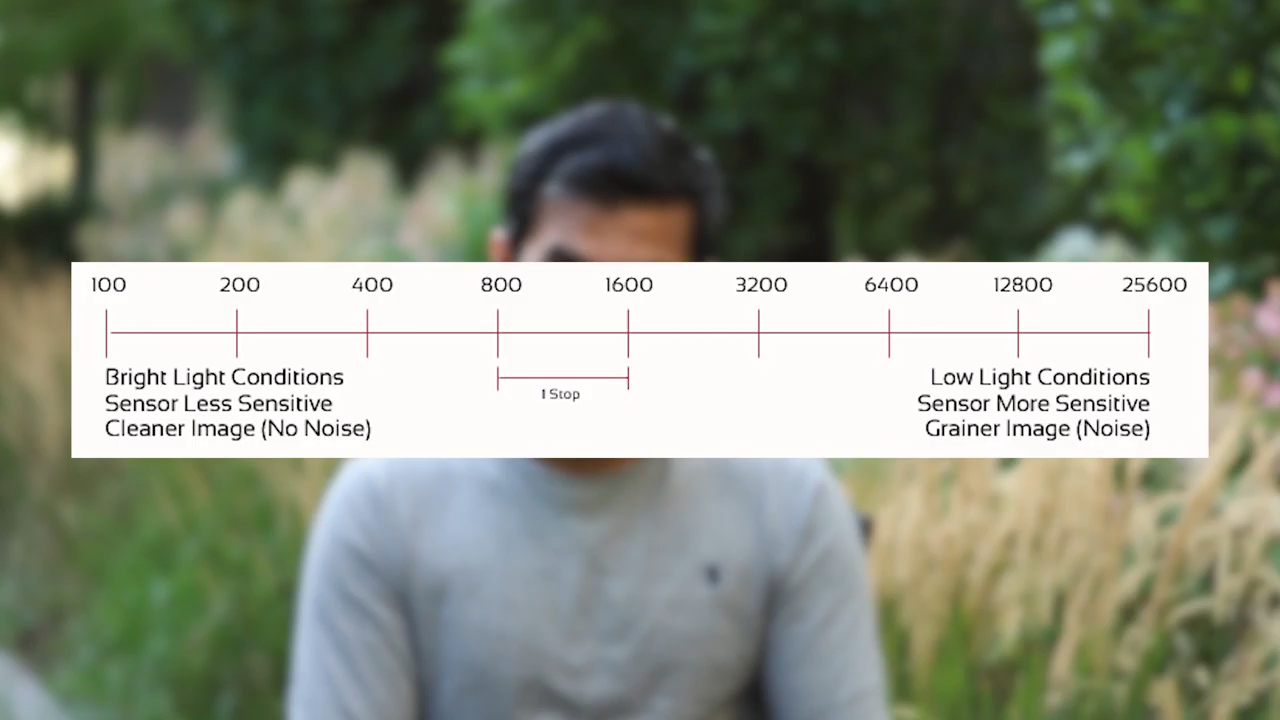 100 200 400 800 1600 3200 6400 12800 25600
1 Stop
Bright Light Conditions
Sensor Less Sensitive
Cleaner Image (No Noise)
Low Light Conditions
Sensor More Sensitive
Grainer Image (Noise)